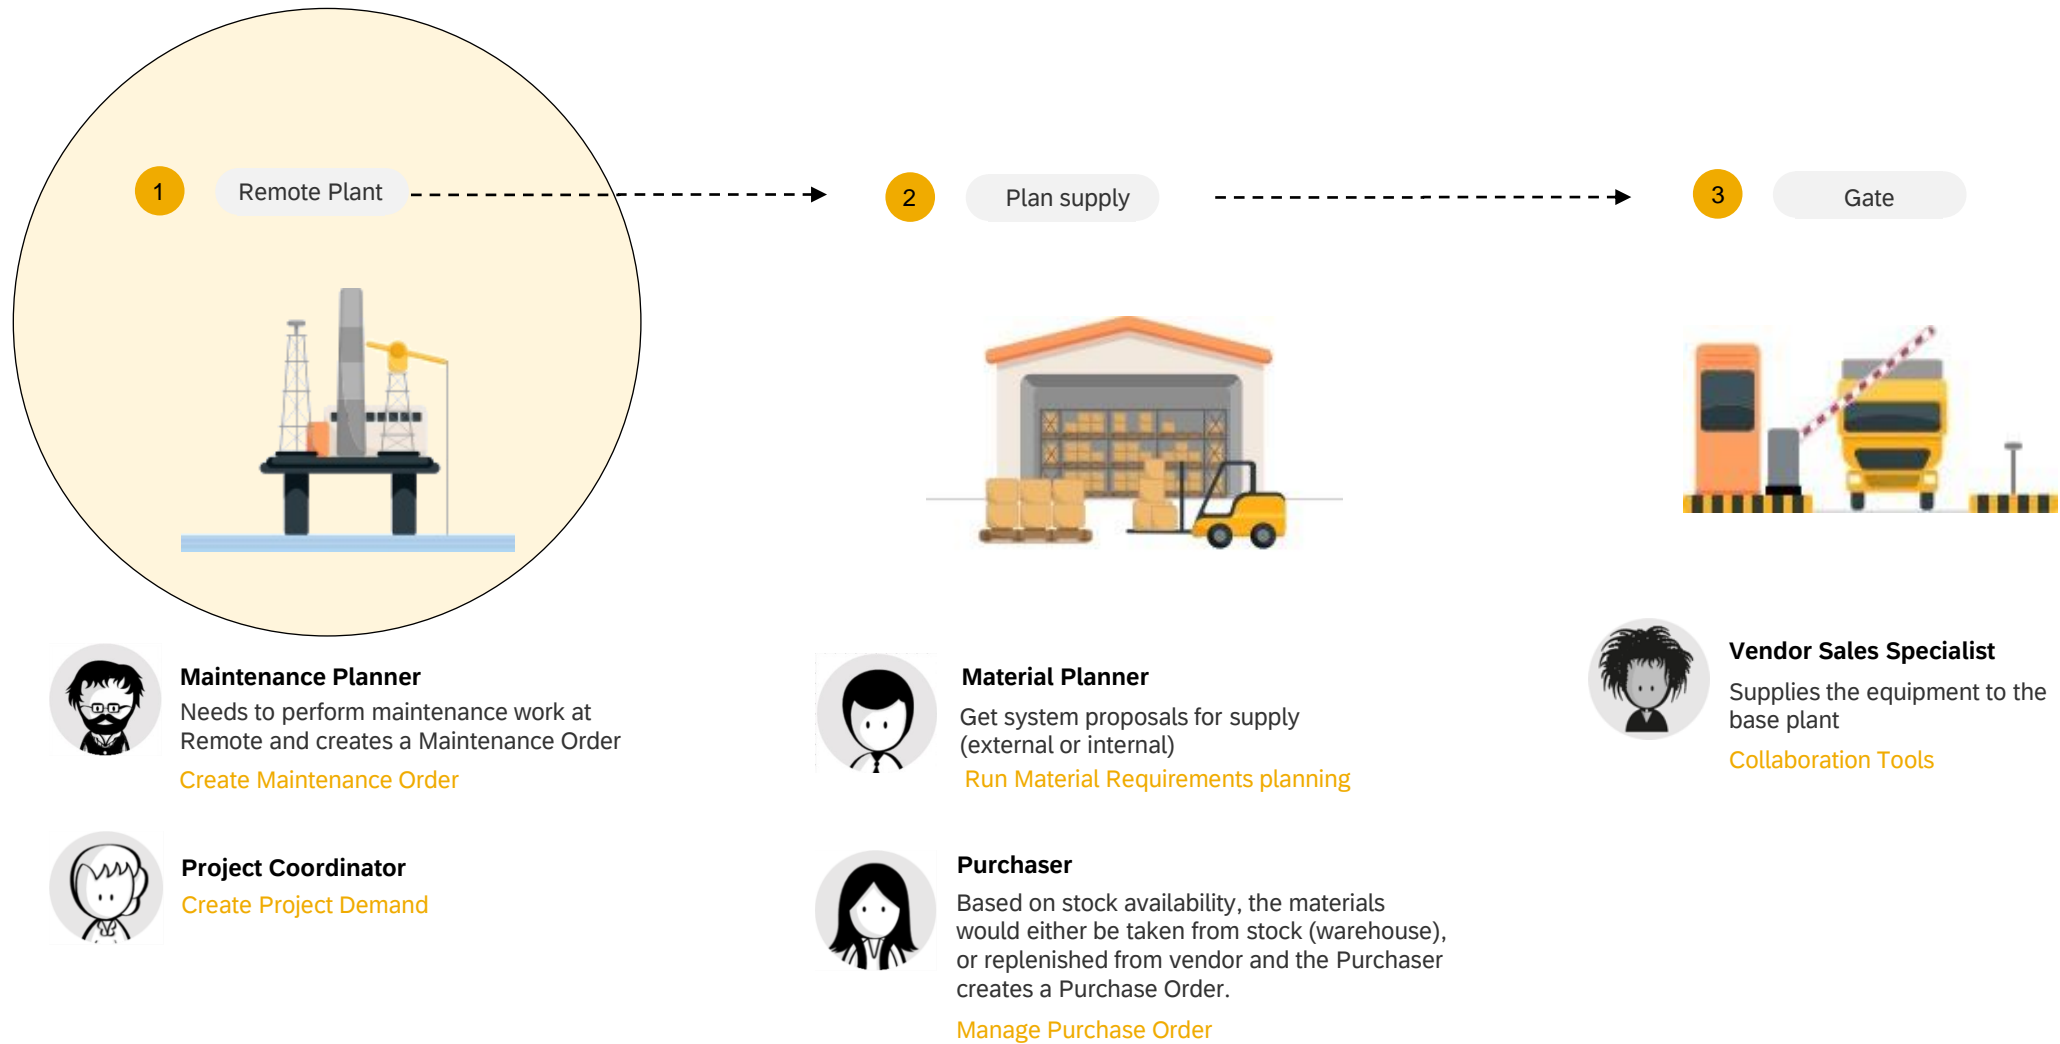 1
Remote Plant
2
Plan supply
3
Gate
Maintenance Planner
Needs to perform maintenance work at
Remote and creates a Maintenance Order
Create Maintenance Order
Project Coordinator
Create Project Demand
Material Planner
Get system proposals for supply
(external or internal)
Run Material Requirements planning
Purchaser
Based on stock availability, the materials
would either be taken from stock (warehouse),
or replenished from vendor and the Purchaser
creates a Purchase Order.
Manage Purchase Order
Vendor Sales Specialist
Supplies the equipment to the
base plant
Collaboration Tools